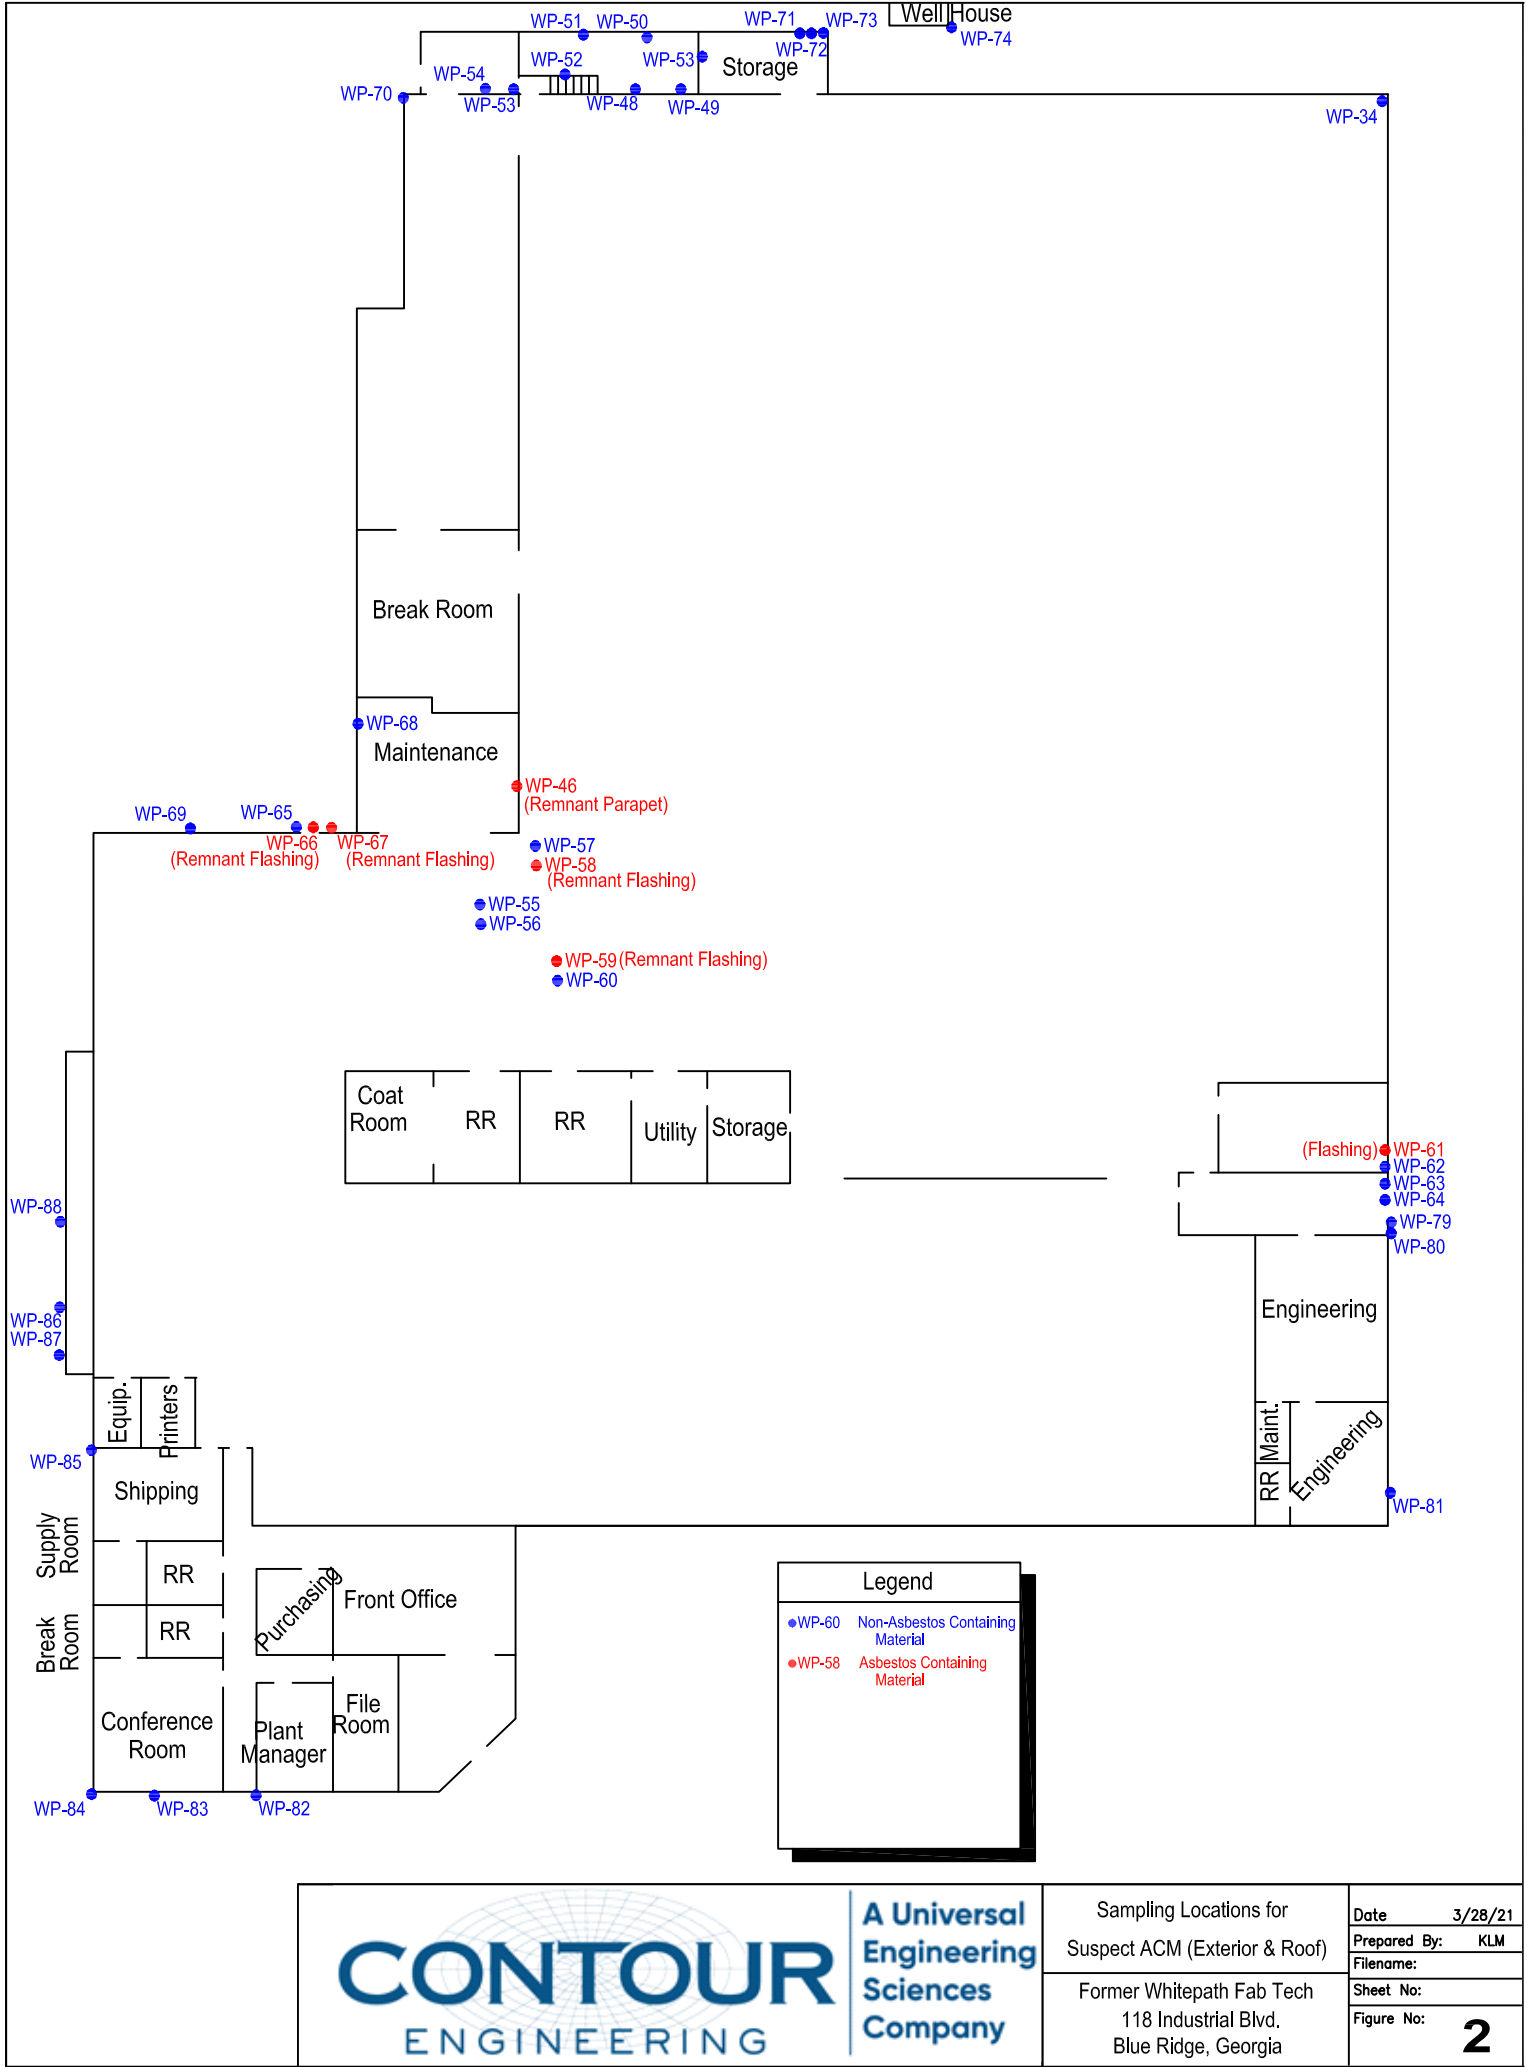 Well House
WP-51
WP-50
WP-71
WP-73
WP-74
WP-72
WP-52
WP-53
Storage
WP-54
WP-70
WP-53
WP-48
WP-49
WP-34
Break Room
WP-68
Maintenance
WP-46
(Remnant Parapet)
WP-69
WP-65
WP-66
(Remnant Flashing)
WP-67
(Remnant Flashing)
WP-57
WP-58
(Remnant Flashing)
WP-55
WP-56
WP-59 (Remnant Flashing)
WP-60
Coat
Room
RR
RR
Utility
Storage
(Flashing) WP-61
WP-62
WP-63
WP-64
WP-79
WP-80
WP-88
WP-86
WP-87
Engineering
Equip.
Printers
WP-85
Shipping
Maint.
RR
Engineering
WP-81
Supply
Room
RR
Break
Room
RR
Purchasing
Front Office
Conference
Room
Plant
Manager
File
Room
WP-84
WP-83
WP-82
Legend
WP-60 Non-Asbestos Containing
Material
WP-58 Asbestos Containing
Material
CONTOUR
ENGINEERING
A Universal
Engineering
Sciences
Company
Sampling Locations for
Suspect ACM (Exterior & Roof)
Former Whitepath Fab Tech
118 Industrial Blvd.
Blue Ridge, Georgia
Date 3/28/21
Prepared By: KLM
Filename:
Sheet No:
Figure No: 2